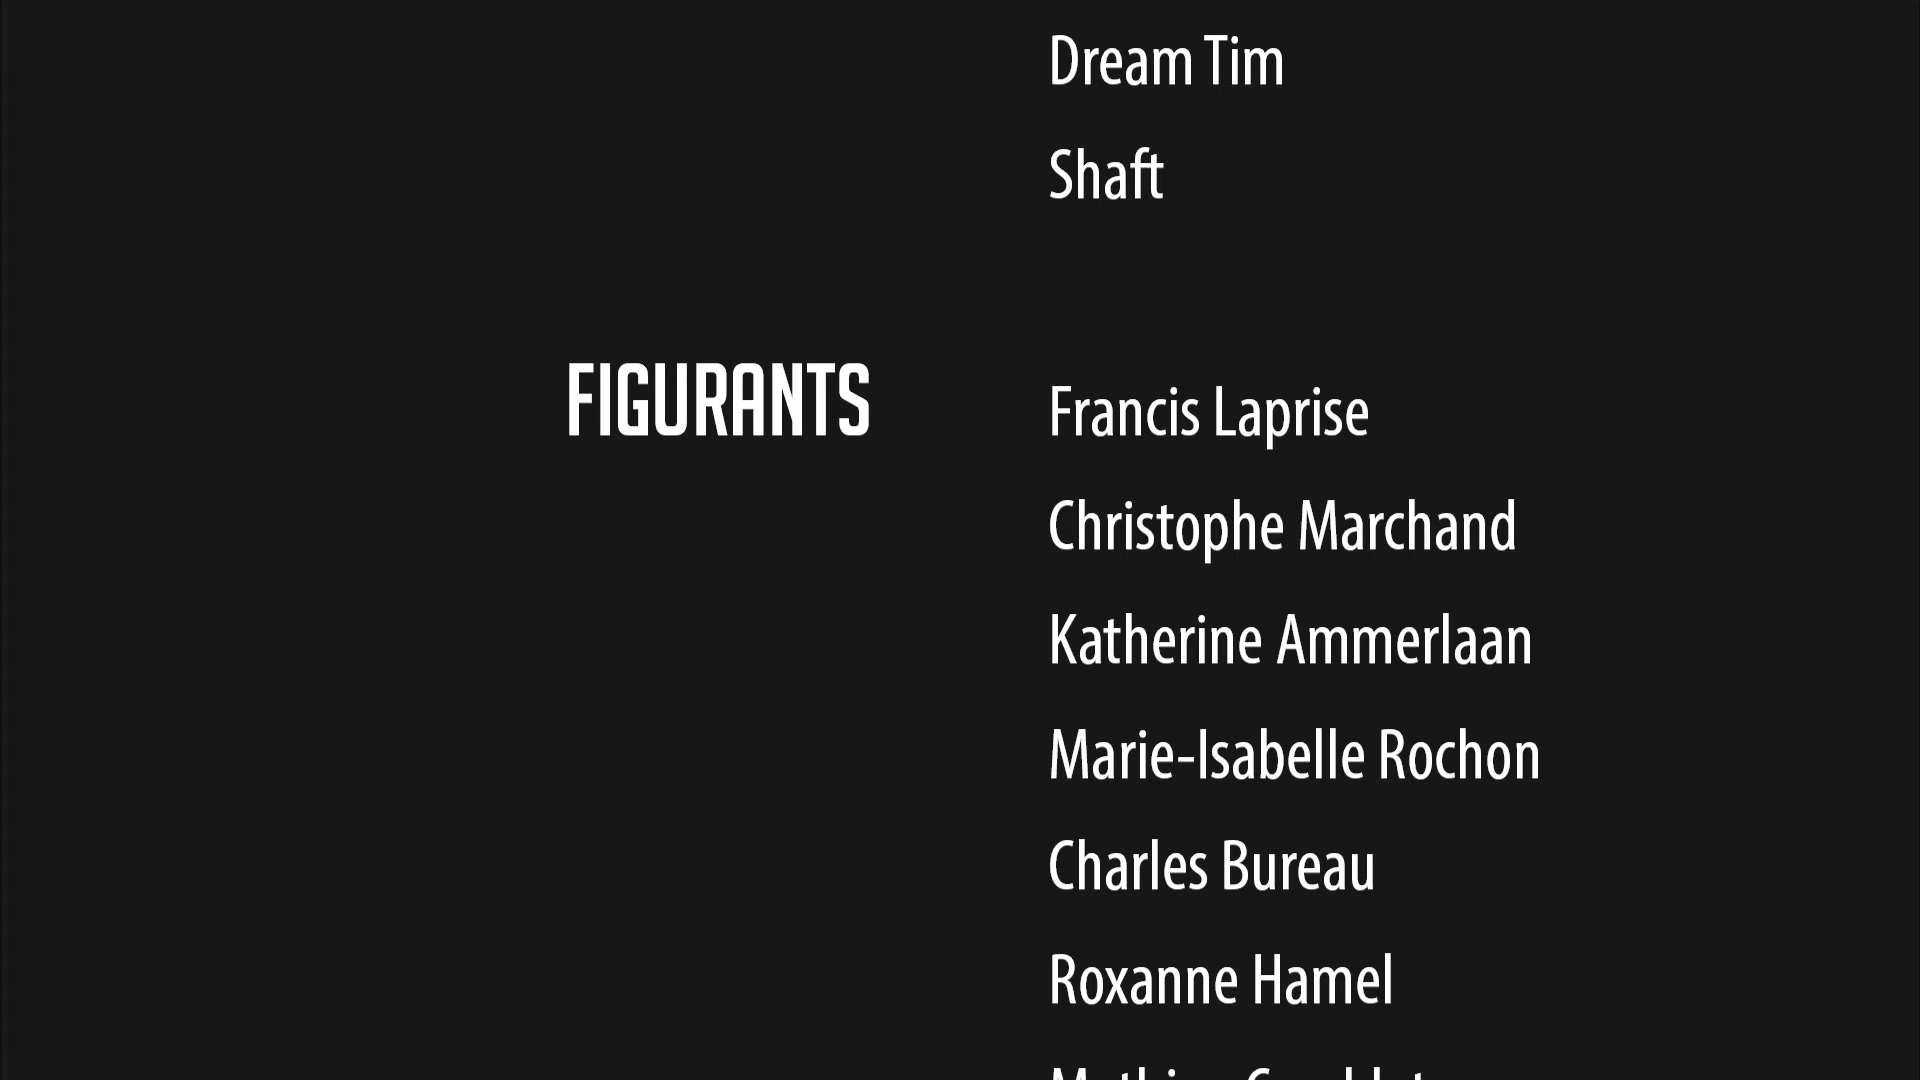 Dream Tim
Shaft
FIGURANTS
Francis Laprise
Christophe Marchand
Katherine Ammerlaan
Marie-Isabelle Rochon
Charles Bureau
Roxanne Hamel